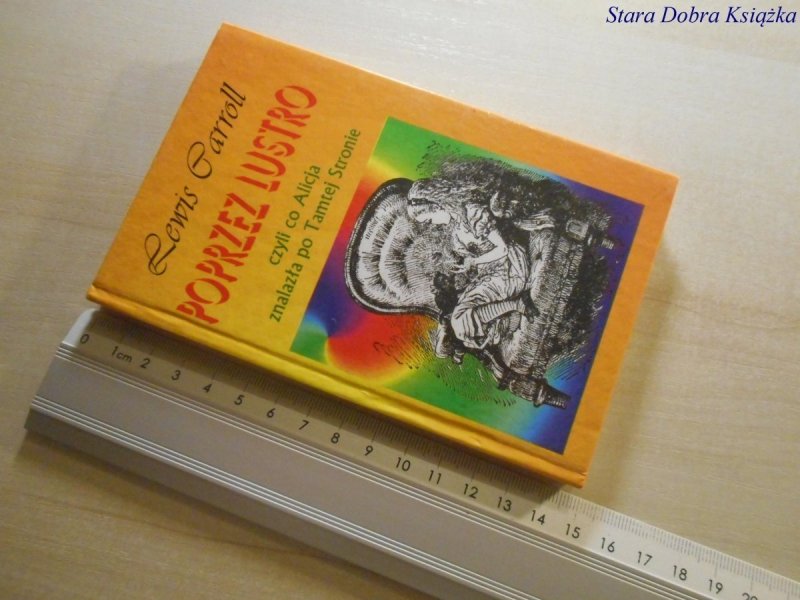 Stara Dobra Książka
Lewis Carroll
POPRZEZ LUSTRO
czyli co Alicja
znalazła po Tamtej Stronie
0 1cm 2 3 4 5 6 7 8 9 10 11 12 13 14 15 16 17 18 19 20